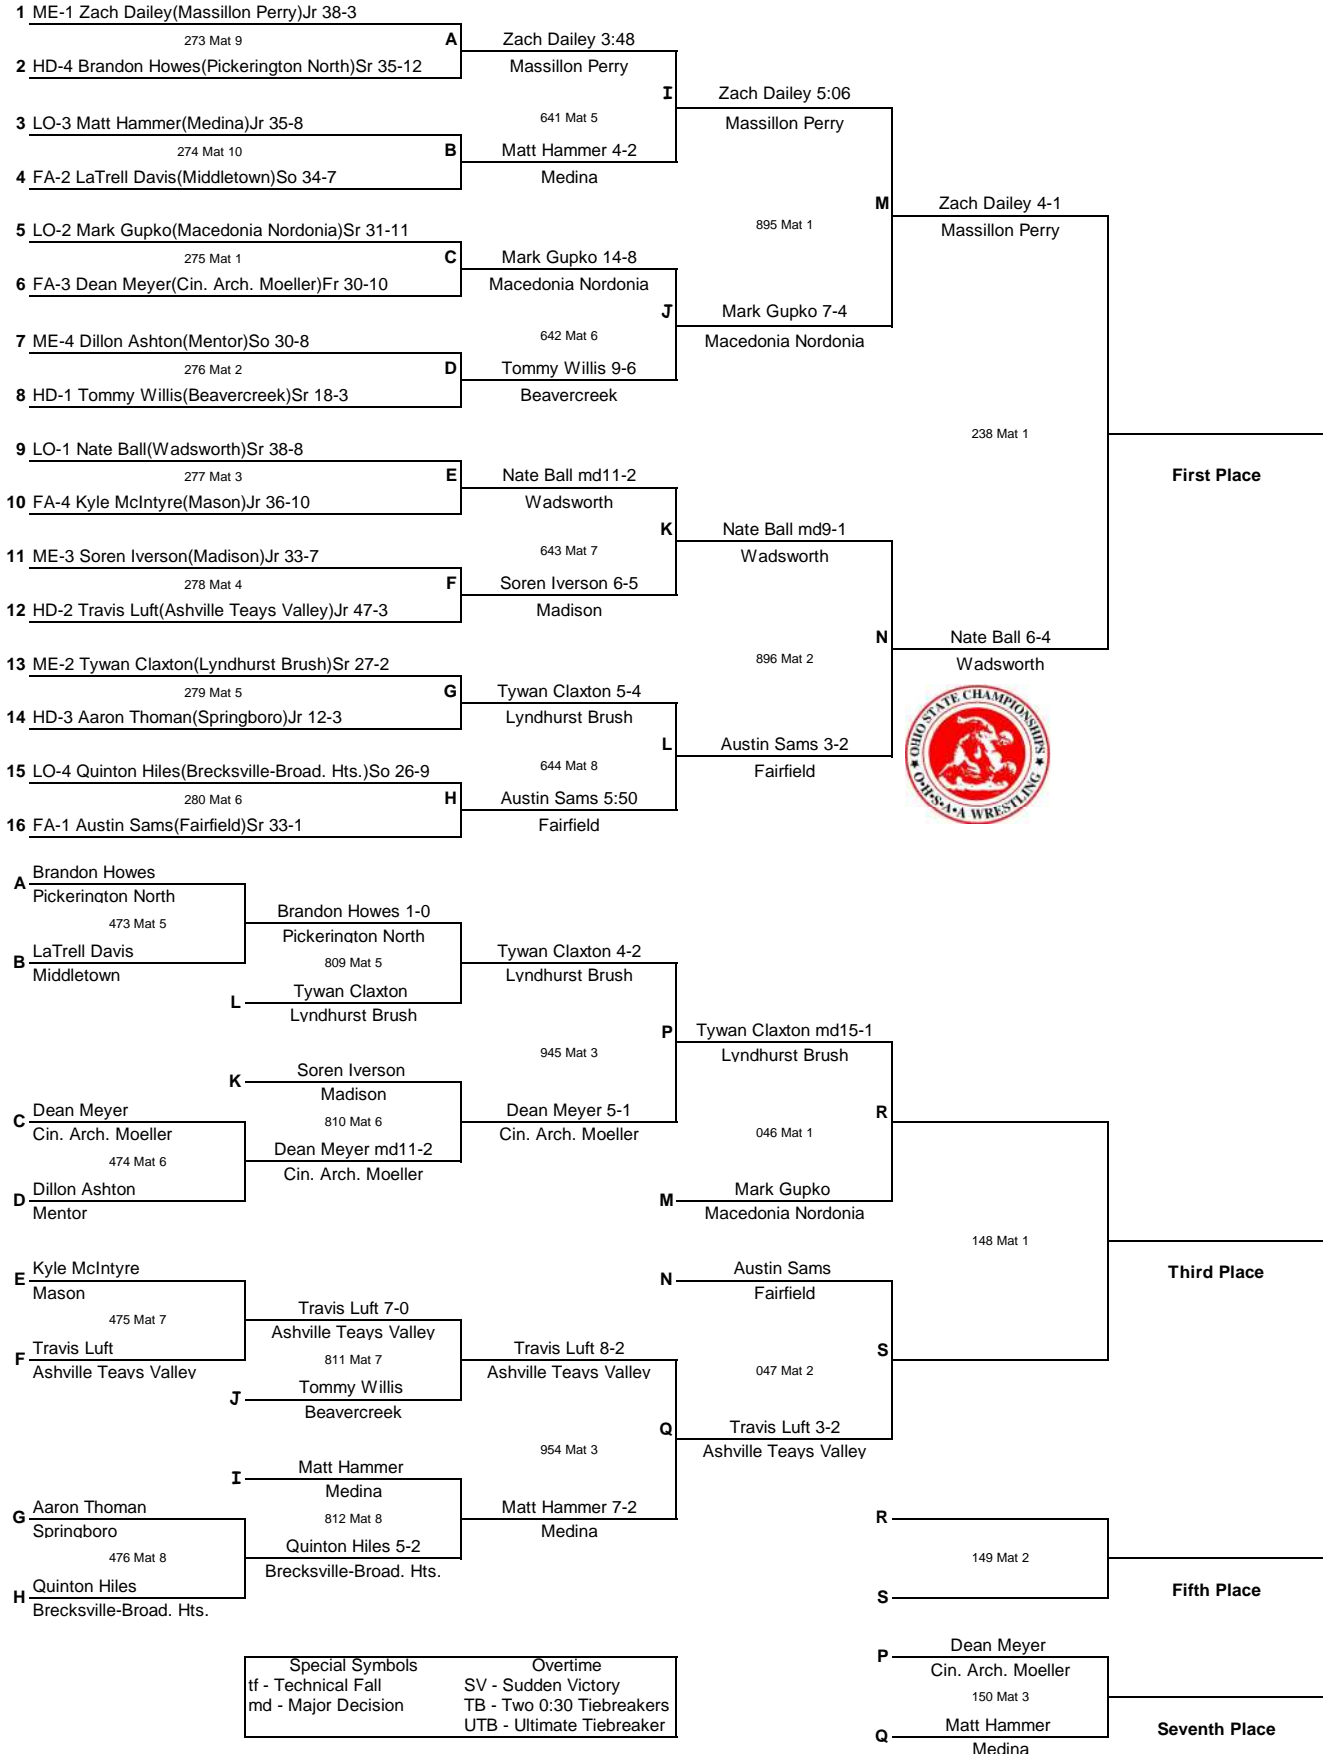 1 ME-1 Zach Dailey(Massillon Perry)Jr 38-3
273 Mat 9
A
2 HD-4 Brandon Howes(Pickerington North)Sr 35-12
Zach Dailey 3:48
Massillon Perry
I
641 Mat 5
3 LO-3 Matt Hammer(Medina)Jr 35-8
274 Mat 10
B
4 FA-2 LaTrell Davis(Middletown)So 34-7
Matt Hammer 4-2
Medina
Zach Dailey 5:06
Massillon Perry
M
895 Mat 1
5 LO-2 Mark Gupko(Macedonia Nordonia)Sr 31-11
275 Mat 1
C
6 FA-3 Dean Meyer(Cin. Arch. Moeller)Fr 30-10
Mark Gupko 14-8
Macedonia Nordonia
J
642 Mat 6
7 ME-4 Dillon Ashton(Mentor)So 30-8
276 Mat 2
D
8 HD-1 Tommy Willis(Beavercreek)Sr 18-3
Tommy Willis 9-6
Beavercreek
Mark Gupko 7-4
Macedonia Nordonia
Zach Dailey 4-1
Massillon Perry
238 Mat 1
First Place
9 LO-1 Nate Ball(Wadsworth)Sr 38-8
277 Mat 3
E
10 FA-4 Kyle McIntyre(Mason)Jr 36-10
Nate Ball md11-2
Wadsworth
K
643 Mat 7
11 ME-3 Soren Iverson(Madison)Jr 33-7
278 Mat 4
F
12 HD-2 Travis Luft(Ashville Teays Valley)Jr 47-3
Soren Iverson 6-5
Madison
Nate Ball md9-1
Wadsworth
N
896 Mat 2
13 ME-2 Tywan Claxton(Lyndhurst Brush)Sr 27-2
279 Mat 5
G
14 HD-3 Aaron Thoman(Springboro)Jr 12-3
Tywan Claxton 5-4
Lyndhurst Brush
L
644 Mat 8
15 LO-4 Quinton Hiles(Brecksville-Broad. Hts.)So 26-9
280 Mat 6
H
16 FA-1 Austin Sams(Fairfield)Sr 33-1
Austin Sams 5:50
Fairfield
Austin Sams 3-2
Fairfield
Nate Ball 6-4
Wadsworth
OHIO STATE CHAMPIONSHIPS
O·H·S·A·A WRESTLING
A Brandon Howes
Pickerington North
473 Mat 5
B LaTrell Davis
Middletown
Brandon Howes 1-0
Pickerington North
809 Mat 5
L Tywan Claxton
Lyndhurst Brush
Tywan Claxton 4-2
Lyndhurst Brush
P
945 Mat 3
K Soren Iverson
Madison
810 Mat 6
C Dean Meyer
Cin. Arch. Moeller
474 Mat 6
D Dillon Ashton
Mentor
Dean Meyer md11-2
Cin. Arch. Moeller
Dean Meyer 5-1
Cin. Arch. Moeller
Tywan Claxton md15-1
Lyndhurst Brush
R
046 Mat 1
M Mark Gupko
Macedonia Nordonia
148 Mat 1
Third Place
E Kyle McIntyre
Mason
475 Mat 7
F Travis Luft
Ashville Teays Valley
Travis Luft 7-0
Ashville Teays Valley
811 Mat 7
J Tommy Willis
Beavercreek
Travis Luft 8-2
Ashville Teays Valley
Q
954 Mat 3
N Austin Sams
Fairfield
S
047 Mat 2
Travis Luft 3-2
Ashville Teays Valley
I Matt Hammer
Medina
812 Mat 8
G Aaron Thoman
Springboro
476 Mat 8
H Quinton Hiles
Brecksville-Broad. Hts.
Quinton Hiles 5-2
Brecksville-Broad. Hts.
Matt Hammer 7-2
Medina
R
149 Mat 2
S
Fifth Place
Special Symbols
tf - Technical Fall
md - Major Decision
Overtime
SV - Sudden Victory
TB - Two 0:30 Tiebreakers
UTB - Ultimate Tiebreaker
P Dean Meyer
Cin. Arch. Moeller
150 Mat 3
Q Matt Hammer
Medina
Seventh Place